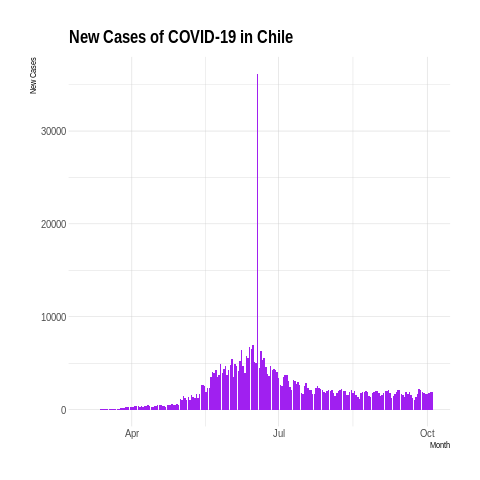 New Cases of COVID-19 in Chile
New Cases
30000
20000
10000
0
Apr
Jul
Oct
Month